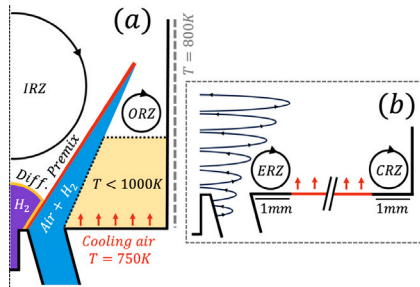 (a)
IRZ
ORZ
T = 800K
Diff.
Premix
H₂
Air + H₂
T < 1000K
Cooling air
T = 750K
(b)
ERZ
CRZ
1mm
1mm